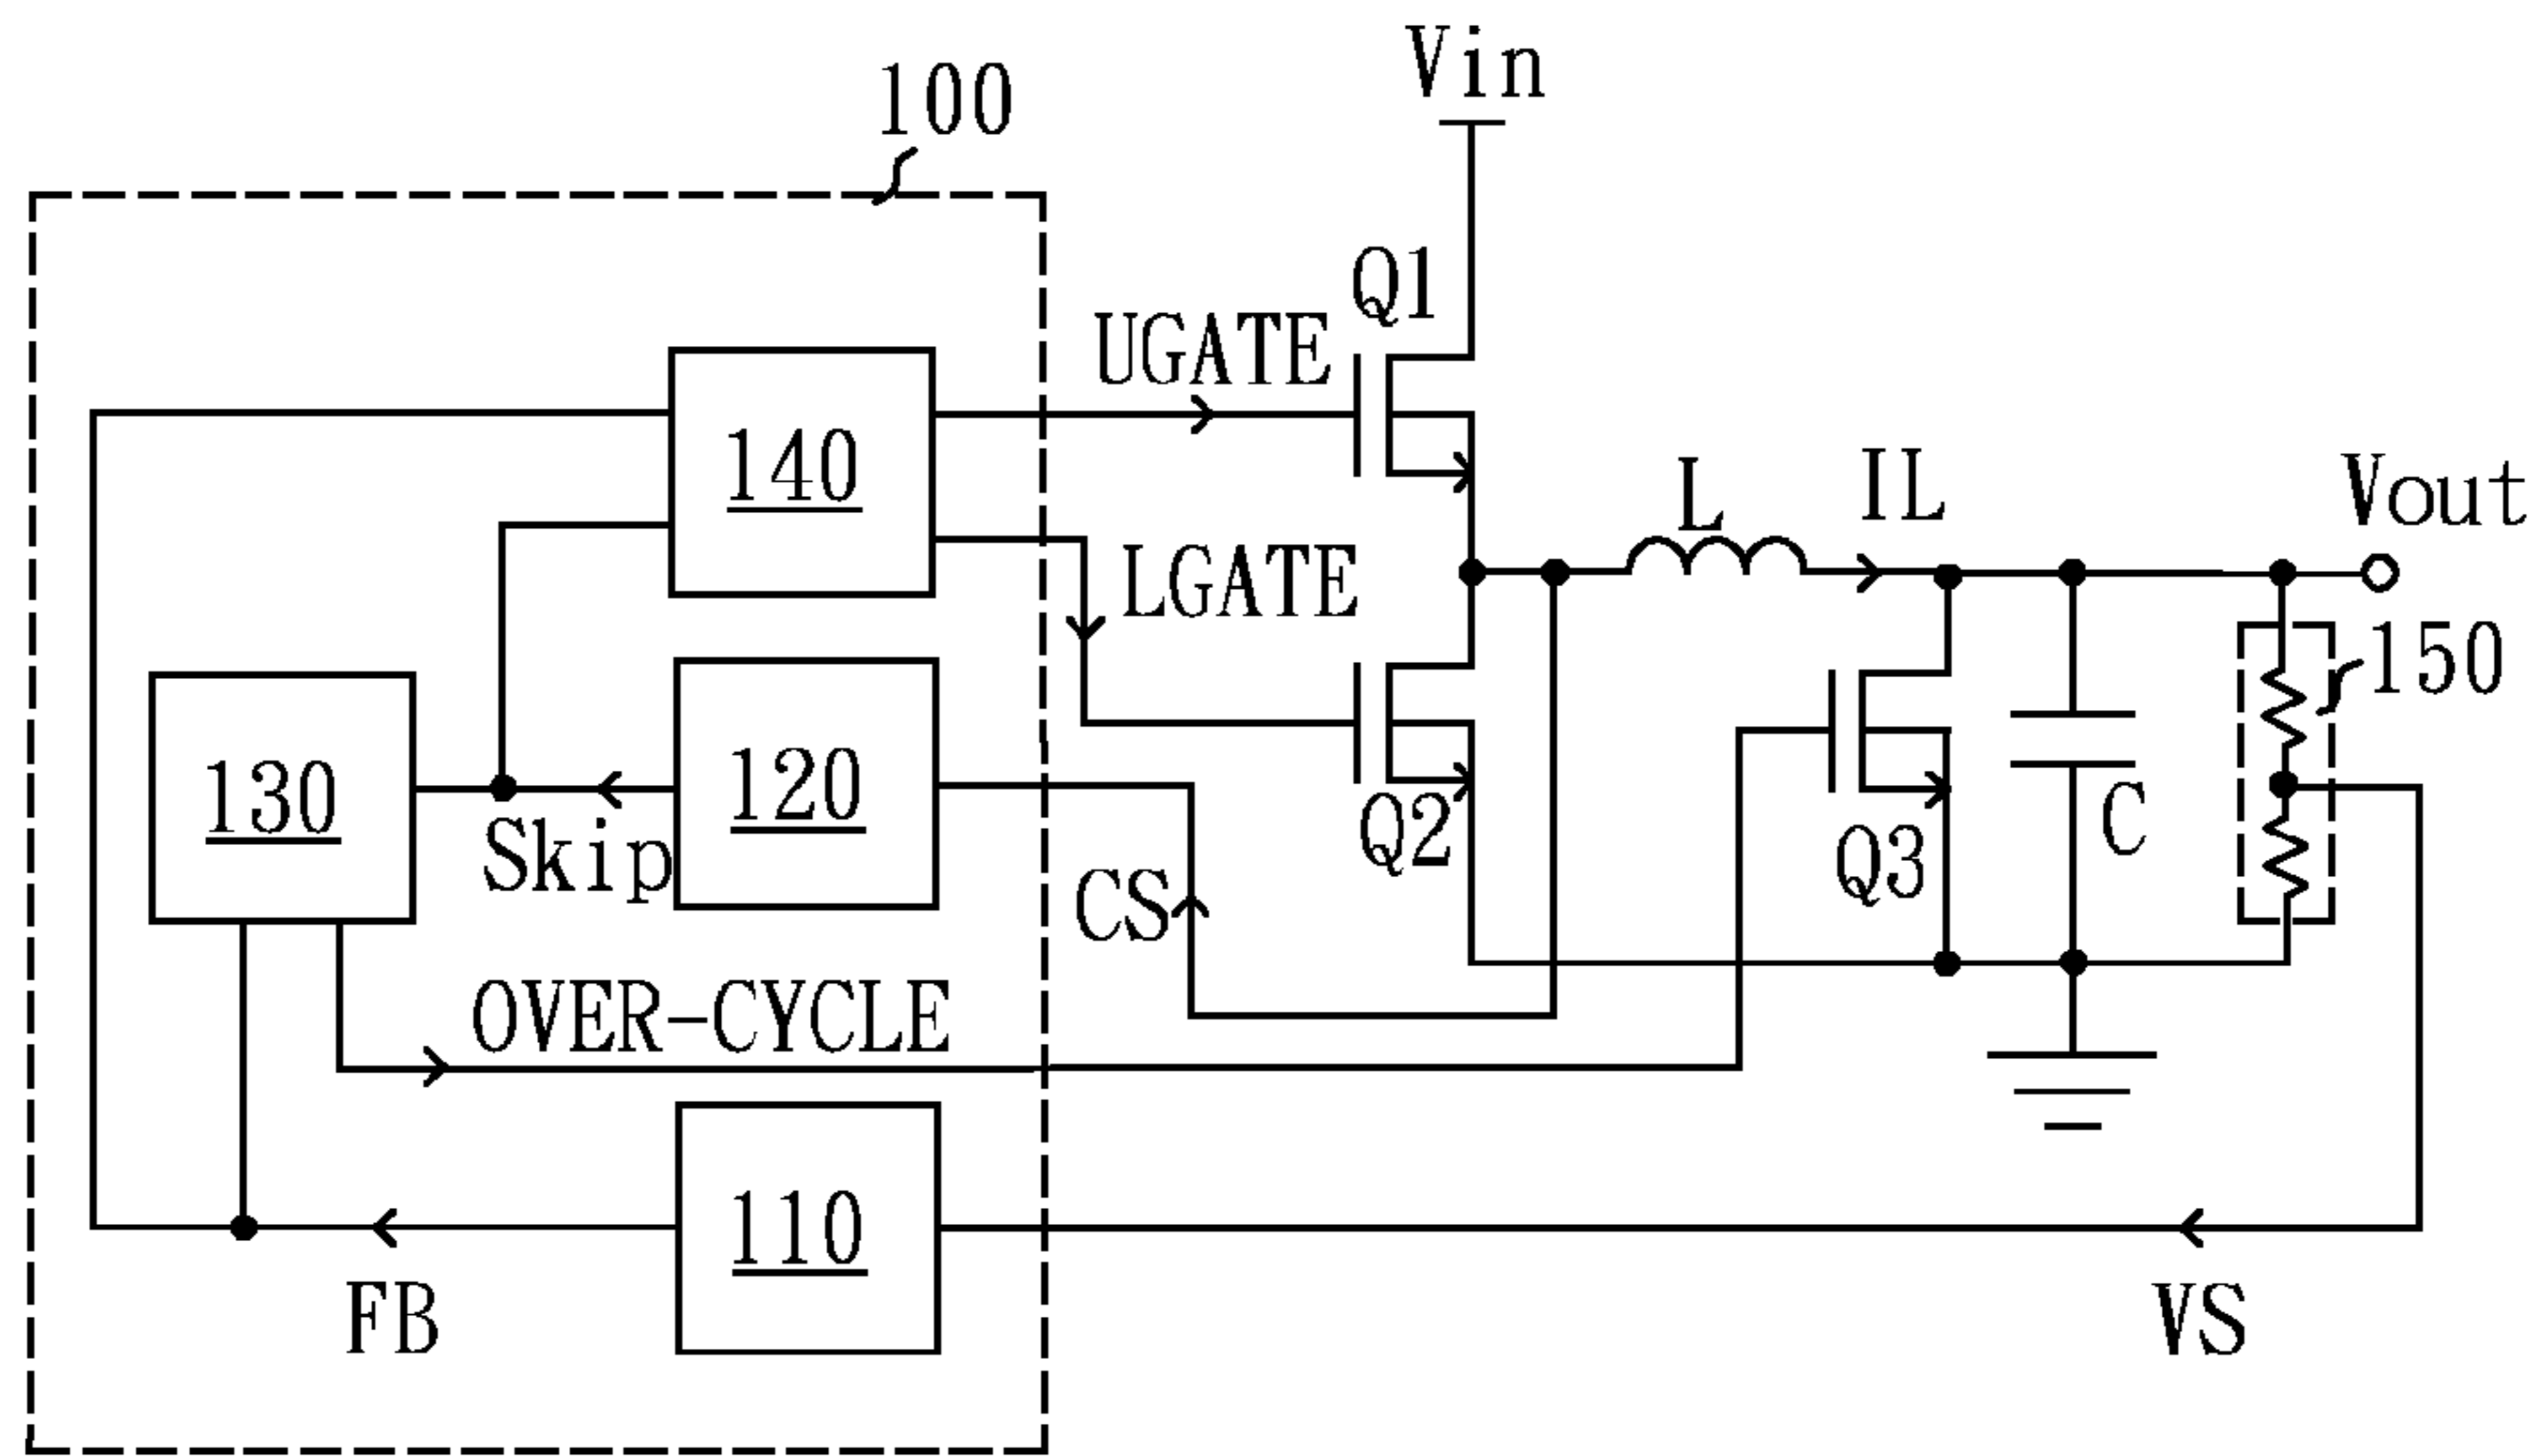 Vin
100
Q1
UGATE
140
L
IL
Vout
LGATE
150
130
Skip
120
Q2
CS
Q3
C
OVER-CYCLE
110
FB
VS